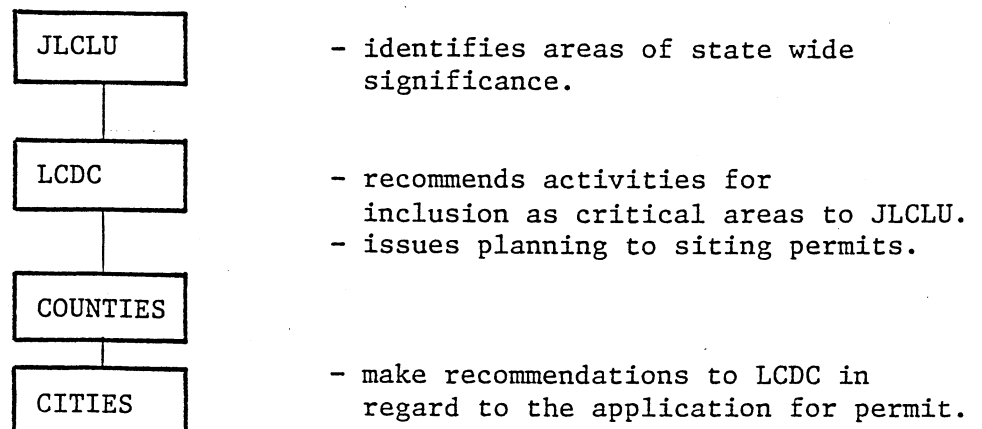 JLCLU
- identifies areas of state wide
significance.
LCDC
- recommends activities for
inclusion as critical areas to JLCLU.
- issues planning to siting permits.
COUNTIES
CITIES
- make recommendations to LCDC in
regard to the application for permit.